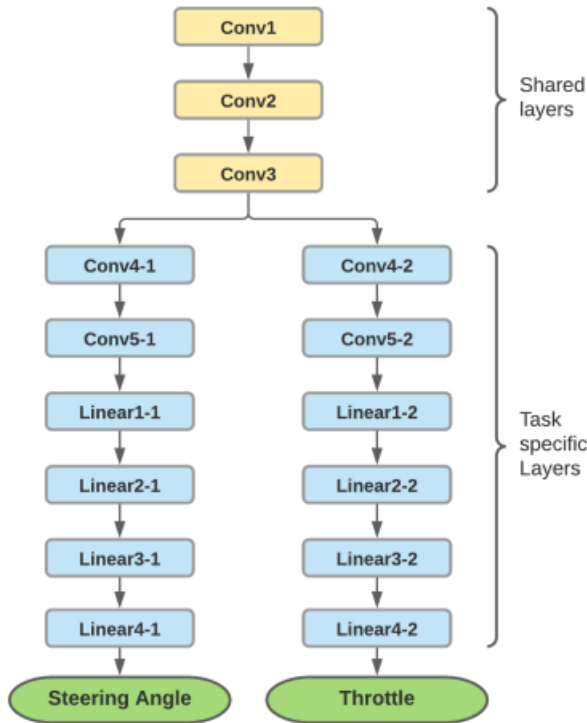 Conv1
Conv2
Conv3
Shared
layers
Conv4-1
Conv5-1
Linear1-1
Linear2-1
Linear3-1
Linear4-1
Steering Angle
Conv4-2
Conv5-2
Linear1-2
Linear2-2
Linear3-2
Linear4-2
Throttle
Task
specific
Layers